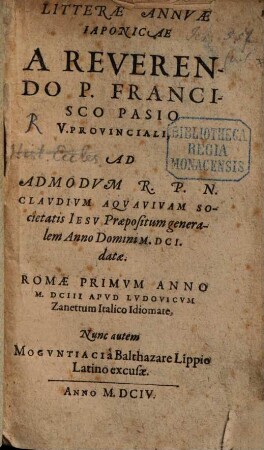 LITTERÆ ANNVÆ
IAPONICAE
A REVEREN-
DO P. FRANCI-
SCO PASIO
V. PROVINCIALI,
BIBLIOTHECA
REGIA
MONACENSIS.
AD
ADMODVM R. P. N.
CLAVDIVM AQVAVIVAM SO-
cietatis IESV Præpositum genera-
lem Anno Domini M. DCI.
datæ.
ROMÆ PRIMVM ANNO
M. DCIII APVD LVDOVICVM
Zanettum Italico Idiomate,
Nunc autem
MOGVNTIACI à Balthazare Lippio
Latino excusæ.
ANNO M. DCIV.